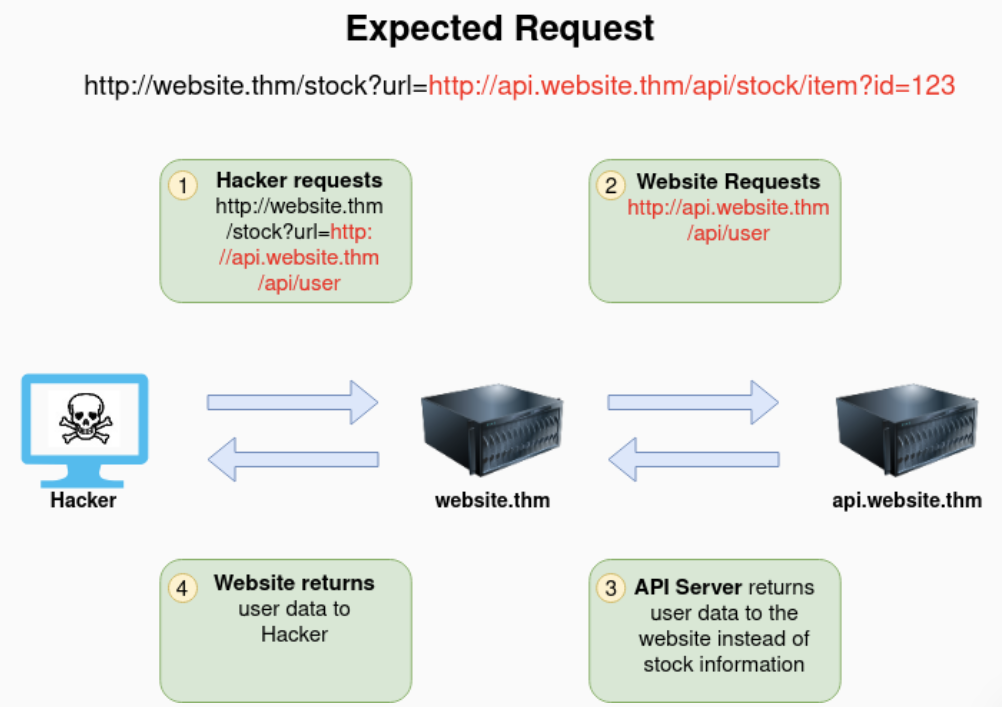 Expected Request
http://website.thm/stock?url=http://api.website.thm/api/stock/item?id=123
1
Hacker requests
http://website.thm
/stock?url=http:
//api.website.thm
/api/user
2
Website Requests
http://api.website.thm
/api/user
Hacker
website.thm
api.website.thm
4
Website returns
user data to
Hacker
3
API Server returns
user data to the
website instead of
stock information